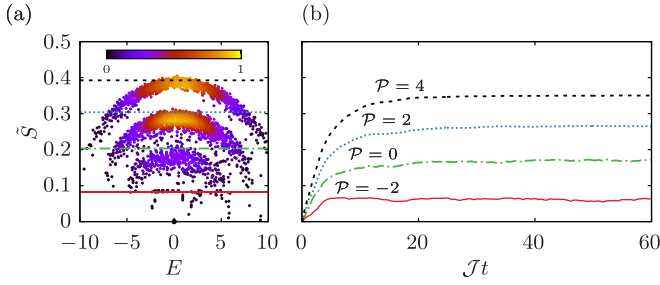 (a)
0.5
0.4
0.3
0.2
0.1
0
S̃
0 1
−10 −5 0 5 10
E
(b)
𝒫 = 4
𝒫 = 2
𝒫 = 0
𝒫 = −2
0 20 40 60
𝒥t